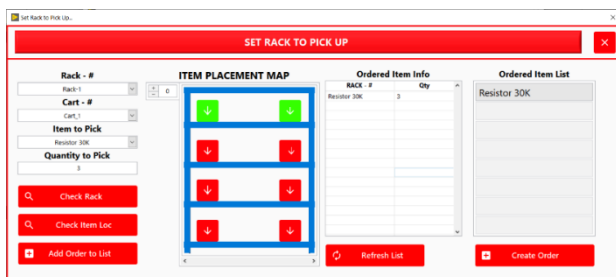 Set Rack to Pick Up..
SET RACK TO PICK UP
Rack - #
Rack-1
Cart - #
Cart_1
Item to Pick
Resistor 30K
Quantity to Pick
3
Check Rack
Check Item Loc
Add Order to List
0
ITEM PLACEMENT MAP
Ordered Item Info
RACK - # Qty
Resistor 30K 3
Refresh List
Ordered Item List
Resistor 30K
Create Order